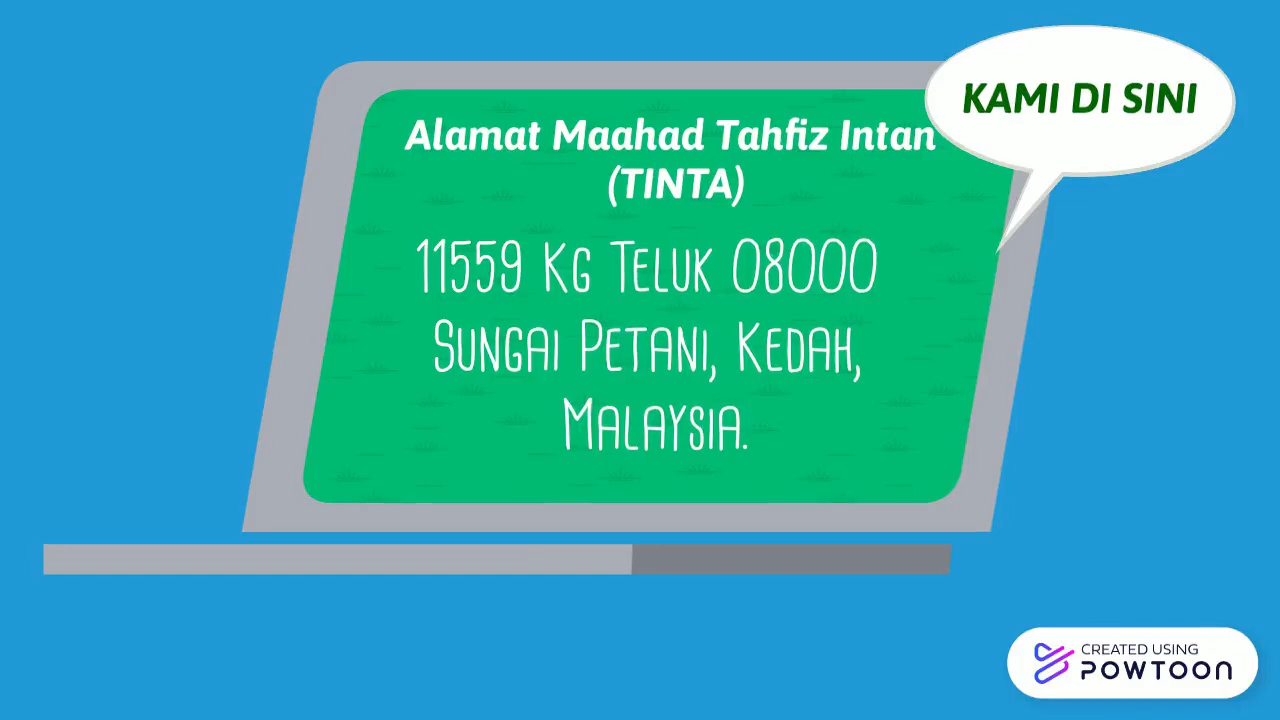 KAMI DI SINI
Alamat Maahad Tahfiz Intan
(TINTA)
11559 Kg Teluk 08000
Sungai Petani, Kedah,
Malaysia.
CREATED USING
POWTOON